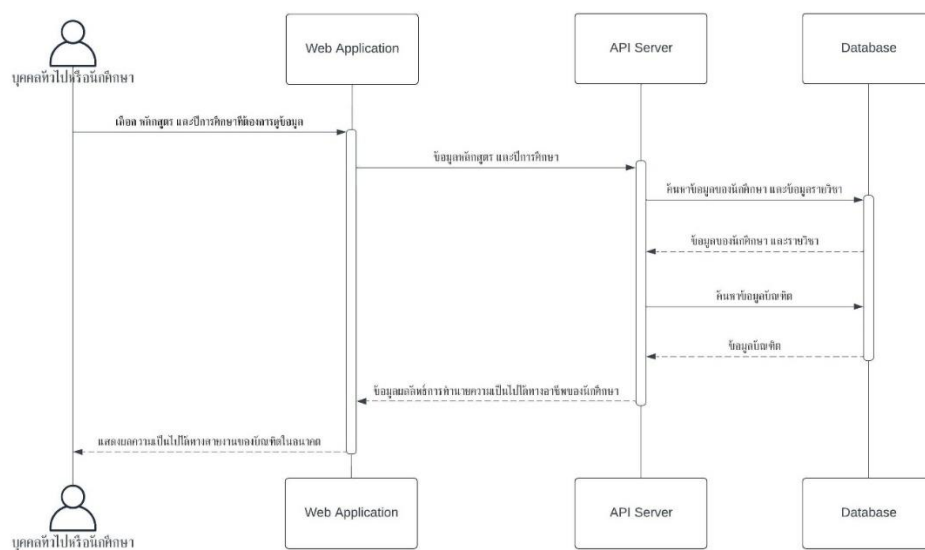 Web Application
API Server
Database
บุคคลทั่วไปหรือนักศึกษา
เลือก หลักสูตร และปีการศึกษาที่ต้องการดูข้อมูล
ข้อมูลหลักสูตร และปีการศึกษา
ค้นหาข้อมูลของนักศึกษา และข้อมูลรายวิชา
ข้อมูลของนักศึกษา และรายวิชา
ค้นหาข้อมูลบัณฑิต
ข้อมูลบัณฑิต
ข้อมูลผลลัพธ์การทำนายความเป็นไปได้ทางอาชีพของนักศึกษา
แสดงผลความเป็นไปได้ทางสายงานของบัณฑิตในอนาคต
Web Application
API Server
Database
บุคคลทั่วไปหรือนักศึกษา